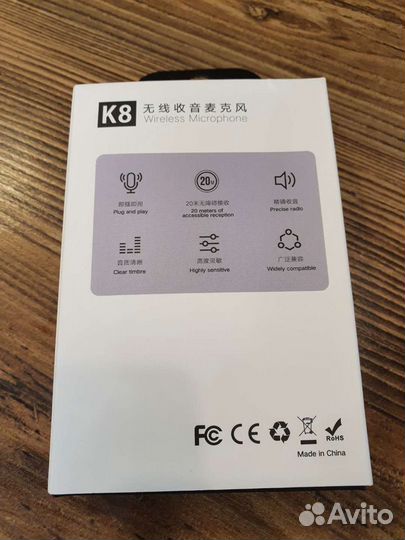 K8 无线收音麦克风
Wireless Microphone
20M
即插即用
Plug and play
20米无障碍接收
20 meters of
accessible reception
精确收音
Precise radio
音质清晰
Clear timbre
高度灵敏
Highly sensitive
广泛兼容
Widely compatible
FC CE RoHS
Made in China
Avito